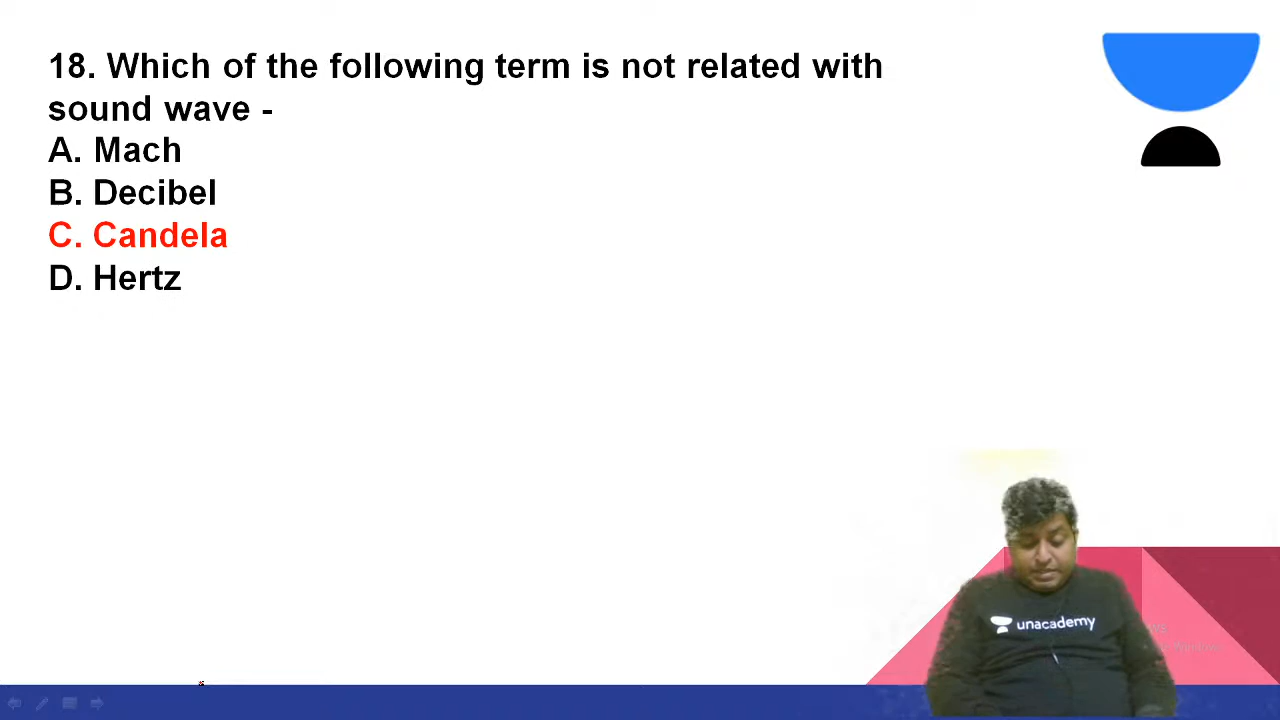 18. Which of the following term is not related with
sound wave -
A. Mach
B. Decibel
C. Candela
D. Hertz
unacademy